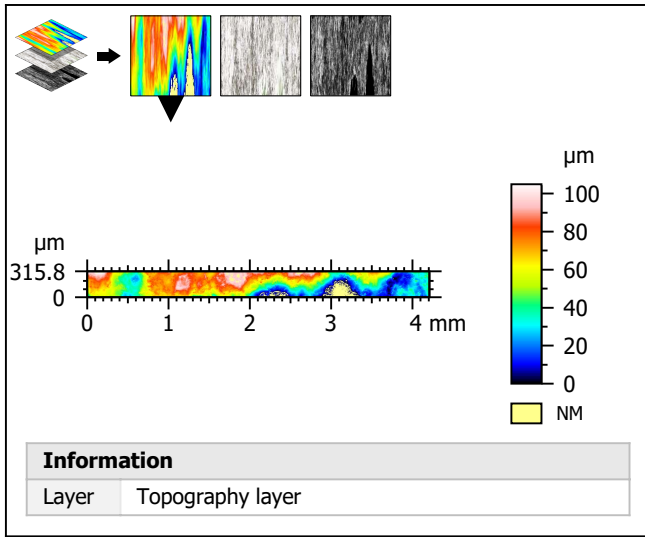 µm
100
80
60
40
20
0
NM
µm
315.8
0
0 1 2 3 4 mm
Information
Layer Topography layer